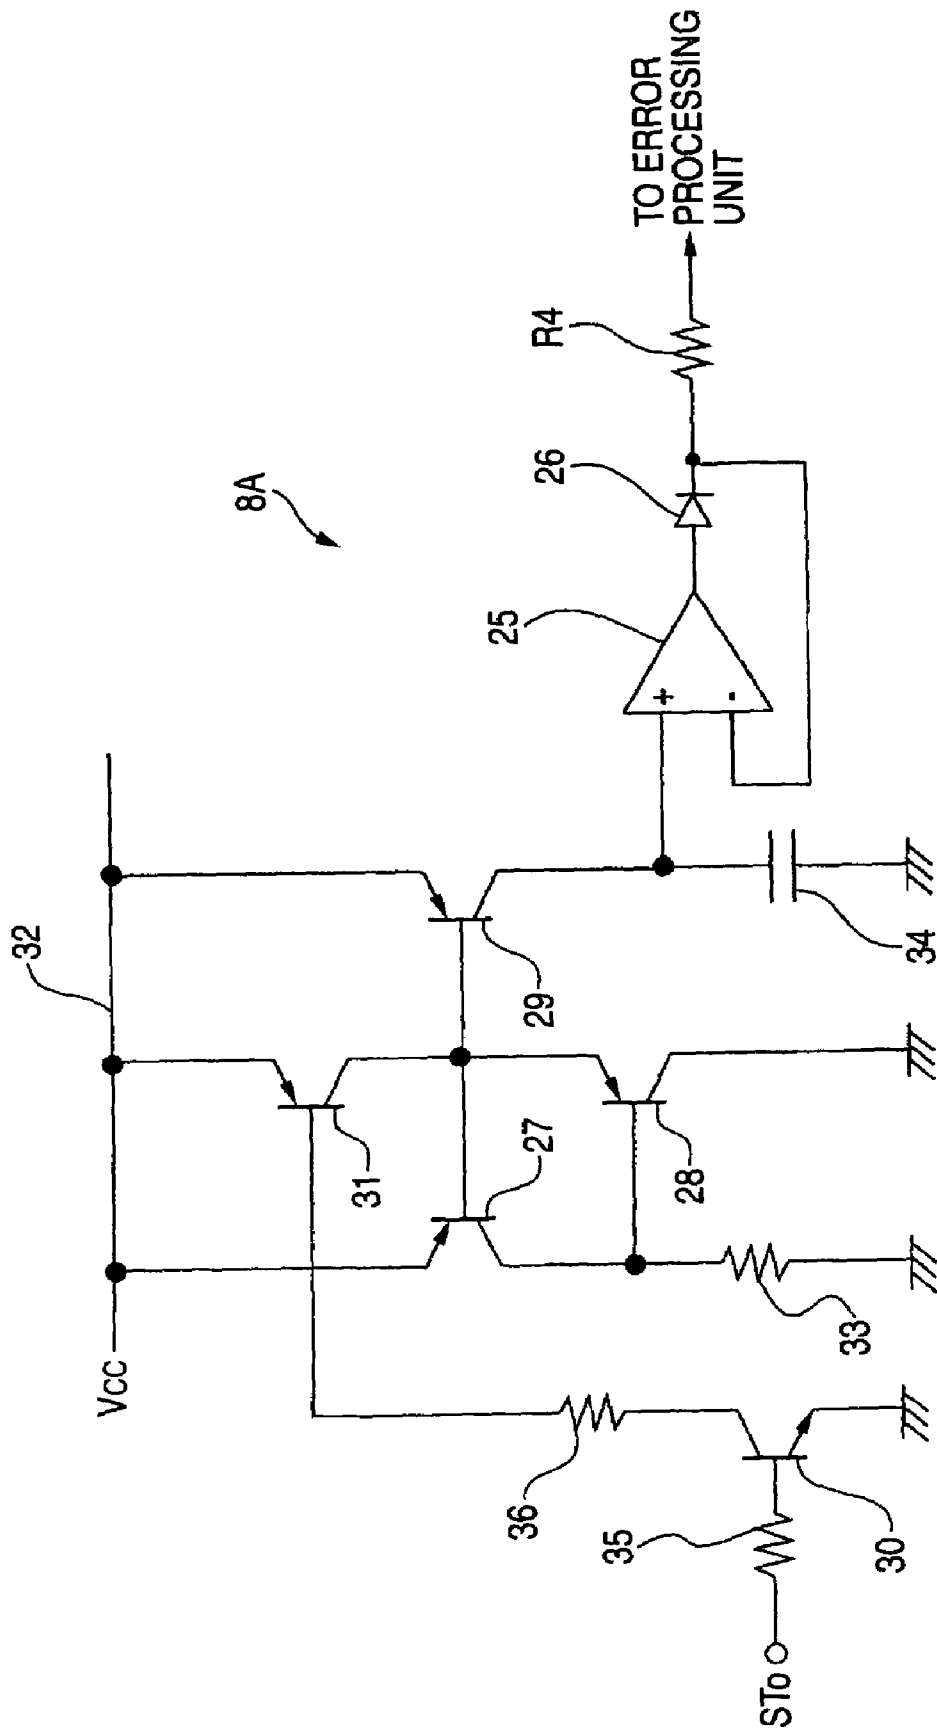 8A
32
VCC
31
27
29
28
33
34
36
35
30
STo
25
+
-
26
R4
TO ERROR
PROCESSING
UNIT